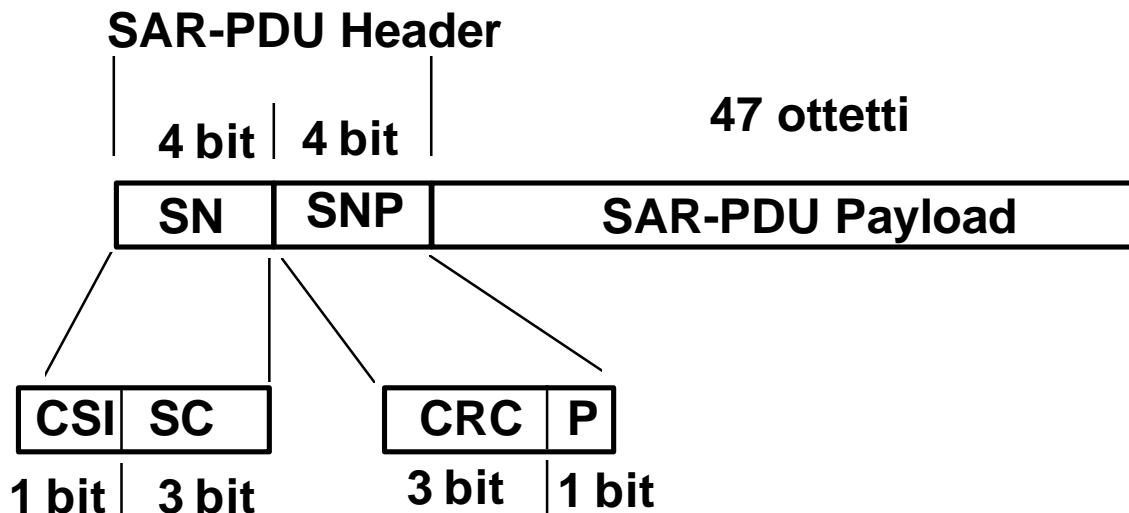 SAR-PDU Header
47 ottetti
4 bit 4 bit
SN SNP SAR-PDU Payload
CSI SC CRC P
1 bit 3 bit 3 bit 1 bit